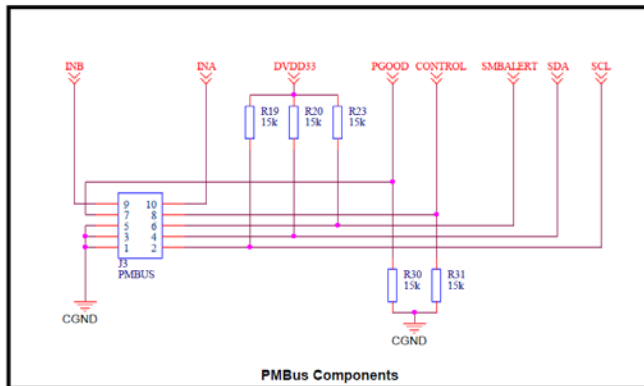 INB INA DVDD33 PGOOD CONTROL SMBALERT SDA SCL
R19 R20 R23
15k 15k 15k
9 10
7 8
5 6
3 4
1 2
J3
PMBUS
R30 R31
15k 15k
CGND
CGND
PMBus Components